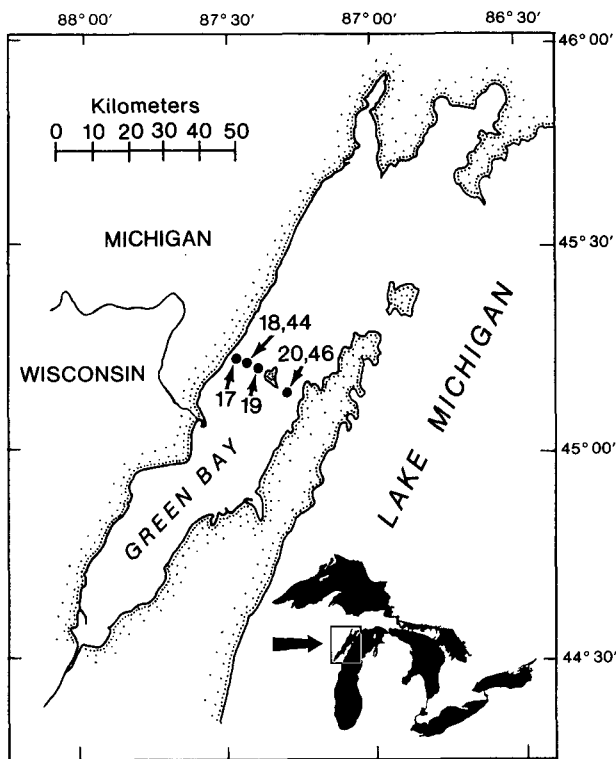 88°00' 87°30' 87°00' 86°30'
46°00'
Kilometers
0 10 20 30 40 50
MICHIGAN
45°30'
18,44
20,46
WISCONSIN
17 19
LAKE MICHIGAN
45°00'
GREEN BAY
44°30'